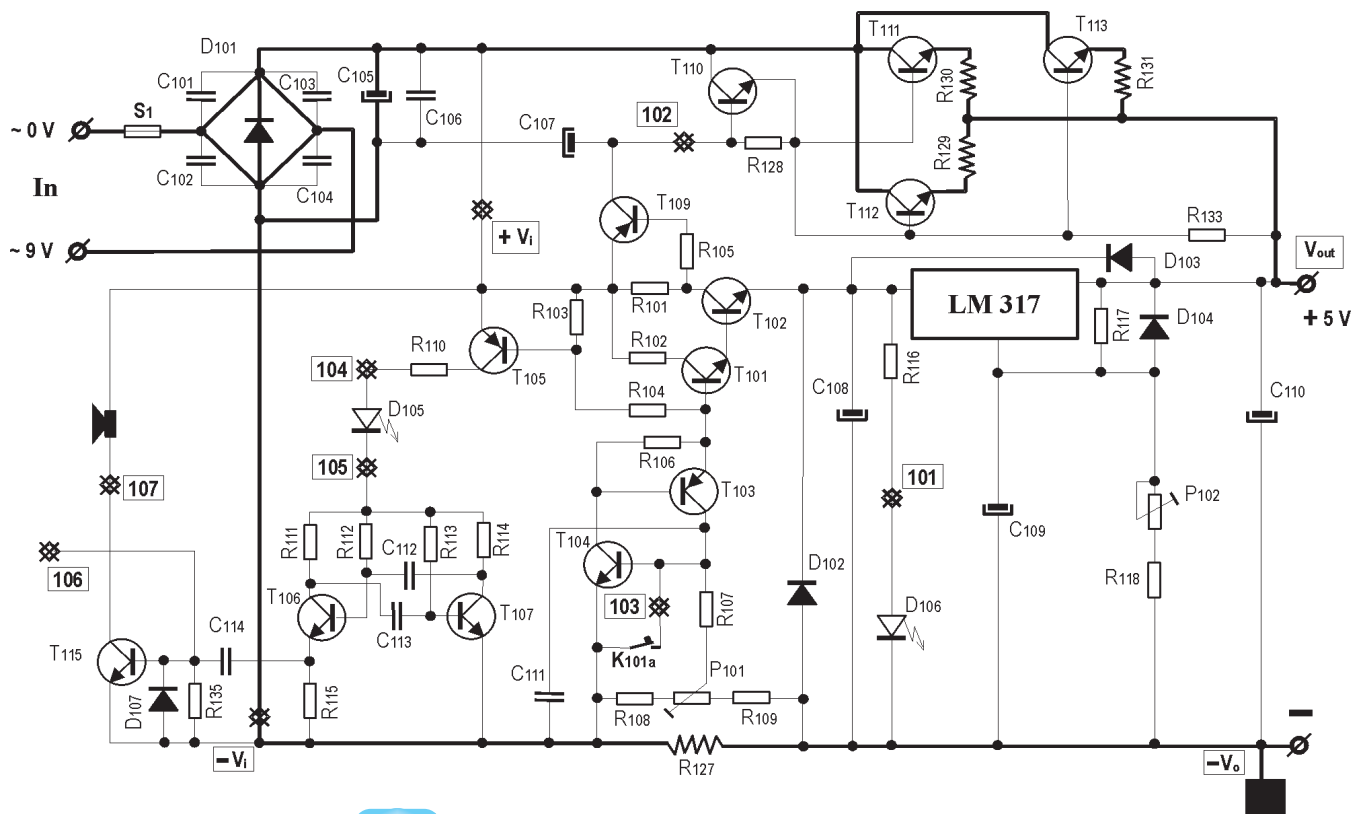 T111
T113
D101
C101
C103
C105
T110
R130
R131
S1
C106
C107
102
~ 0 V
R128
R129
C102
C104
In
T109
T112
R133
+ Vi
R105
~ 9 V
D103
Vout
R103
R101
LM 317
R117
D104
+ 5 V
T102
R110
R102
R116
104
T105
T101
C108
C110
D105
R104
105
R106
101
107
T103
P102
C109
R111
R112
R113
R114
C112
T104
D102
R118
106
T106
C113
T107
103
R107
D106
C114
T115
K101a
C111
P101
D107
R135
R115
R108
R109
–
–Vi
R127
–Vo